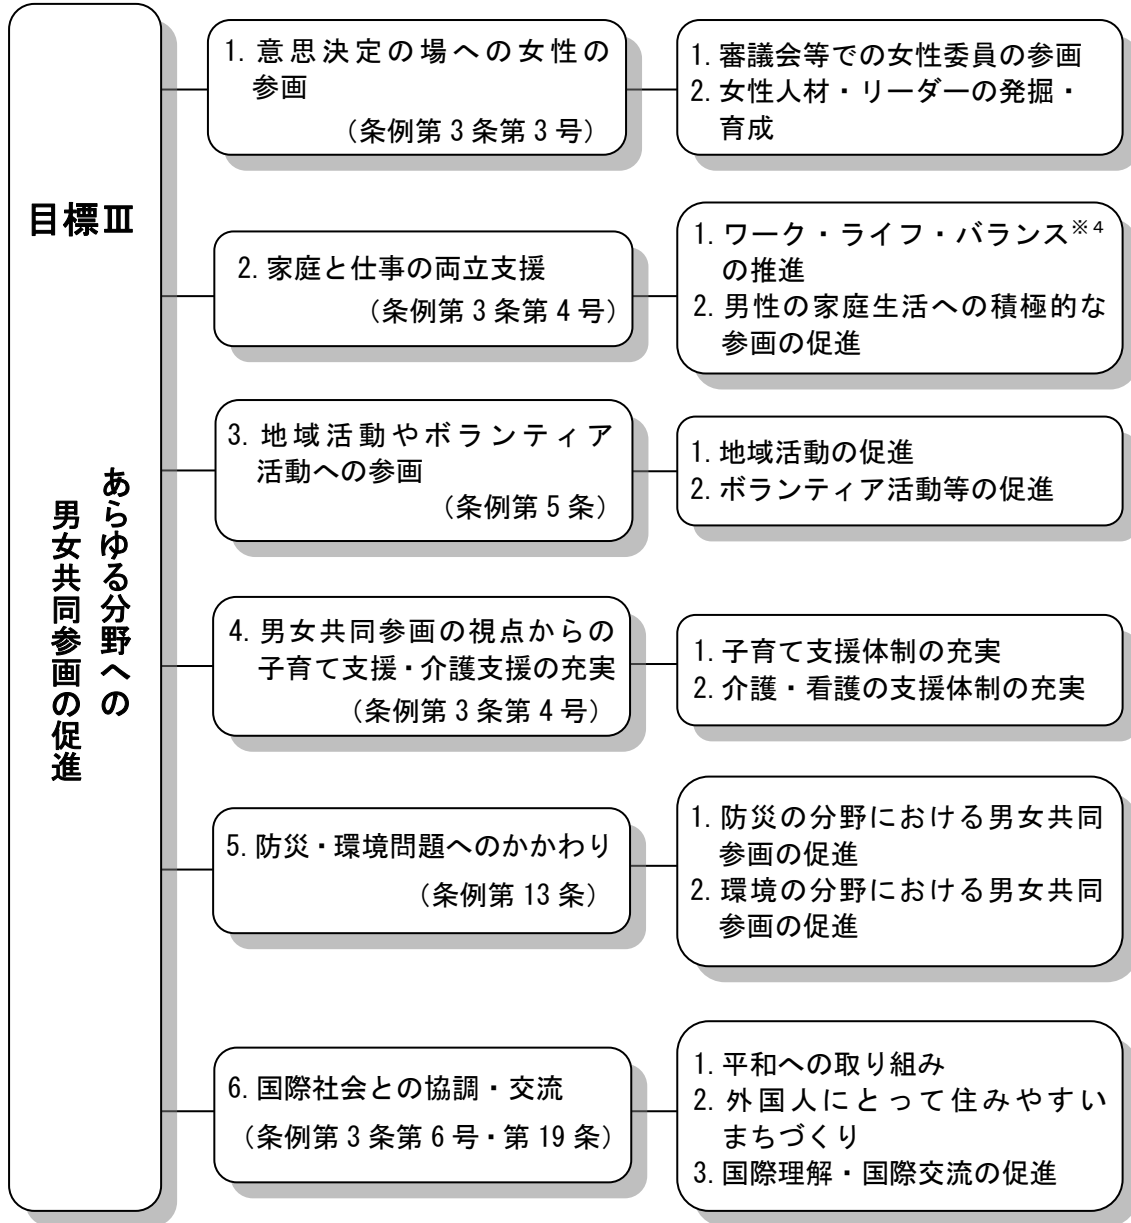 目標Ⅲ
あらゆる分野への
男女共同参画の促進
1. 意思決定の場への女性の
参画
（条例第 3 条第 3 号）
1. 審議会等での女性委員の参画
2. 女性人材・リーダーの発掘・
育成
2. 家庭と仕事の両立支援
（条例第 3 条第 4 号）
1. ワーク・ライフ・バランス※４
の推進
2. 男性の家庭生活への積極的な
参画の促進
3. 地域活動やボランティア
活動への参画
（条例第 5 条）
1. 地域活動の促進
2. ボランティア活動等の促進
4. 男女共同参画の視点からの
子育て支援・介護支援の充実
（条例第 3 条第 4 号）
1. 子育て支援体制の充実
2. 介護・看護の支援体制の充実
5. 防災・環境問題へのかかわり
（条例第 13 条）
1. 防災の分野における男女共同
参画の促進
2. 環境の分野における男女共同
参画の促進
6. 国際社会との協調・交流
（条例第 3 条第 6 号・第 19 条）
1. 平和への取り組み
2. 外国人にとって住みやすい
まちづくり
3. 国際理解・国際交流の促進